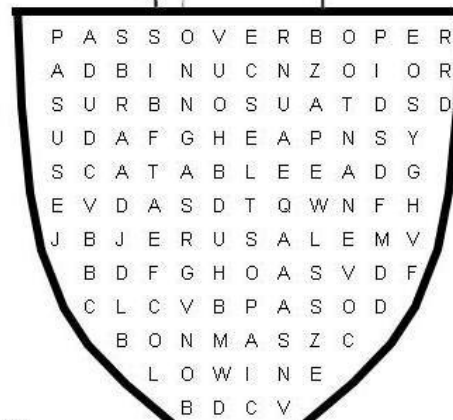 P A S S O V E R B O P E R
A D B I N U C N Z O I O R
S U R B N O S U A T D S D
U D A F G H E A P N S Y
S C A T A B L E E A D G
E V D A S D T Q W N F H
J B J E R U S A L E M V
B D F G H O A S V D F
C L C V B P A S O D
B O N M A S Z C
L O W I N E
B D C V